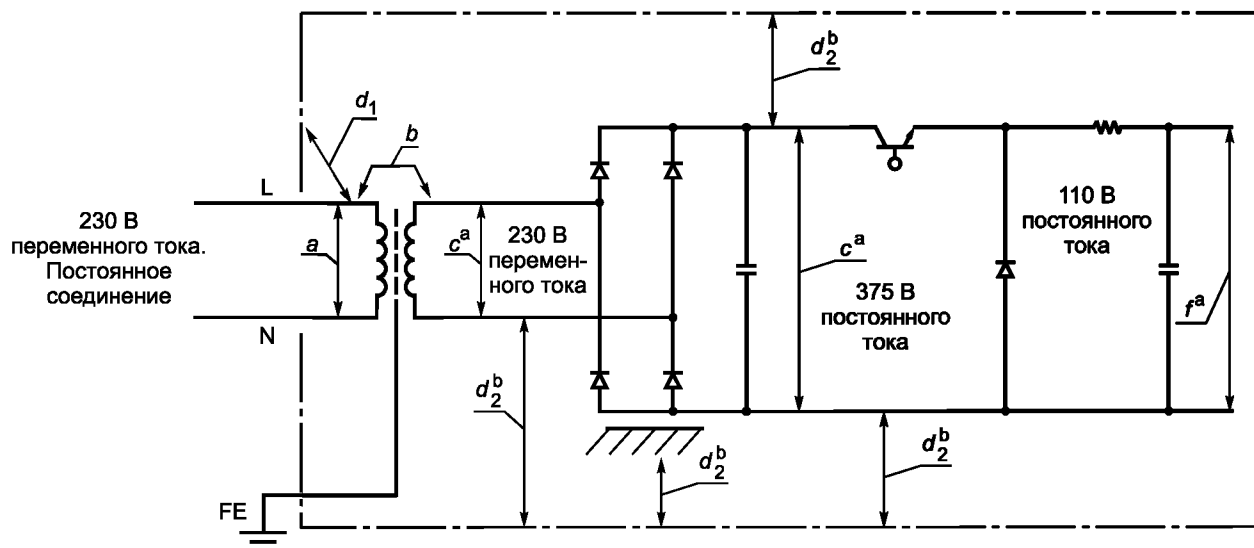 d₂ᵇ
d₁
b
L
230 В
переменного тока.
Постоянное
соединение
a
cᵃ
230 В
перемен-
ного тока
cᵃ
375 В
постоянного
тока
110 В
постоянного
тока
fᵃ
N
d₂ᵇ
d₂ᵇ
d₂ᵇ
FE